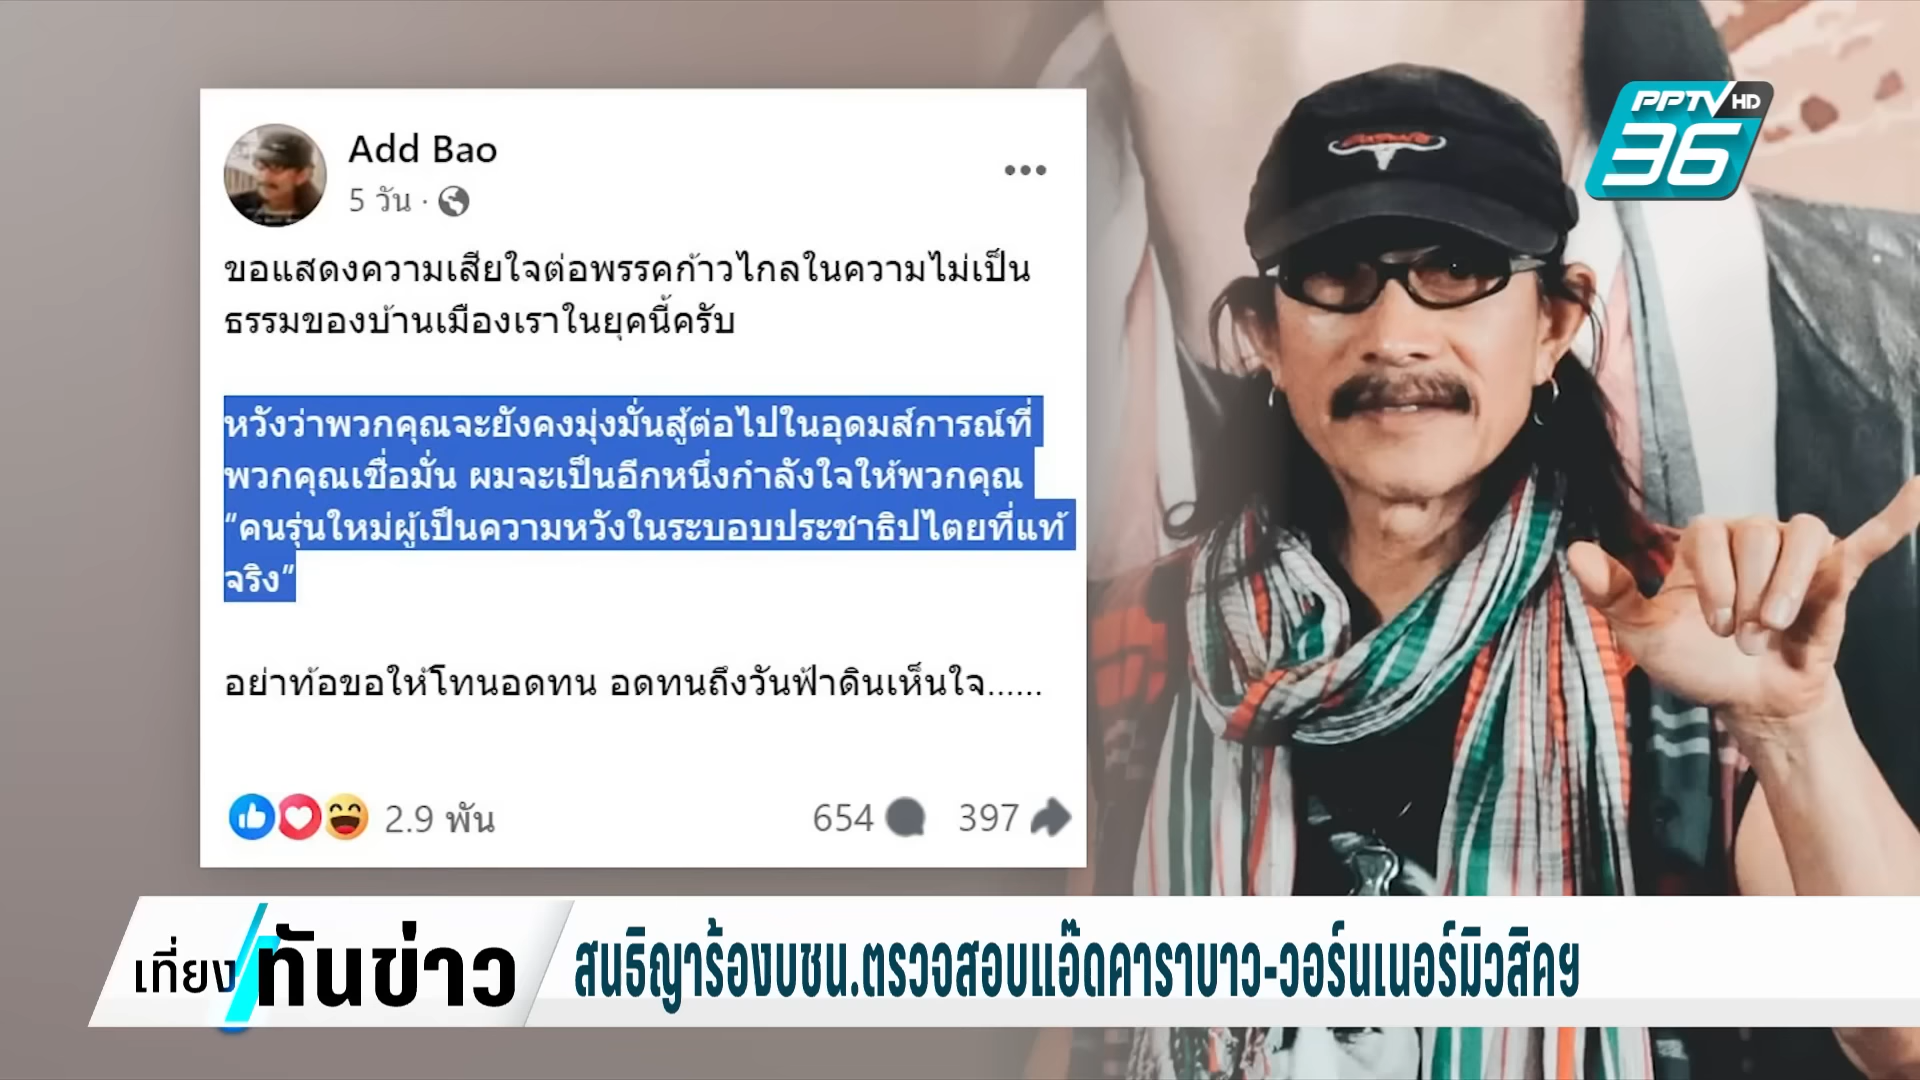 Add Bao
5 วัน ·
ขอแสดงความเสียใจต่อพรรคก้าวไกลในความไม่เป็น
ธรรมของบ้านเมืองเราในยุคนี้ครับ
หวังว่าพวกคุณจะยังคงมุ่งมั่นสู้ต่อไปในอุดมส์การณ์ที่
พวกคุณเชื่อมั่น ผมจะเป็นอีกหนึ่งกำลังใจให้พวกคุณ
“คนรุ่นใหม่ผู้เป็นความหวังในระบอบประชาธิปไตยที่แท้
จริง”
อย่าท้อขอให้โทนอดทน อดทนถึงวันฟ้าดินเห็นใจ......
2.9 พัน 654 397
PPTV HD
36
เที่ยงทันข่าว
สนธิญาร้องบชน.ตรวจสอบแอ๊ดคาราบาว-วอร์นเนอร์มิวสิคฯ